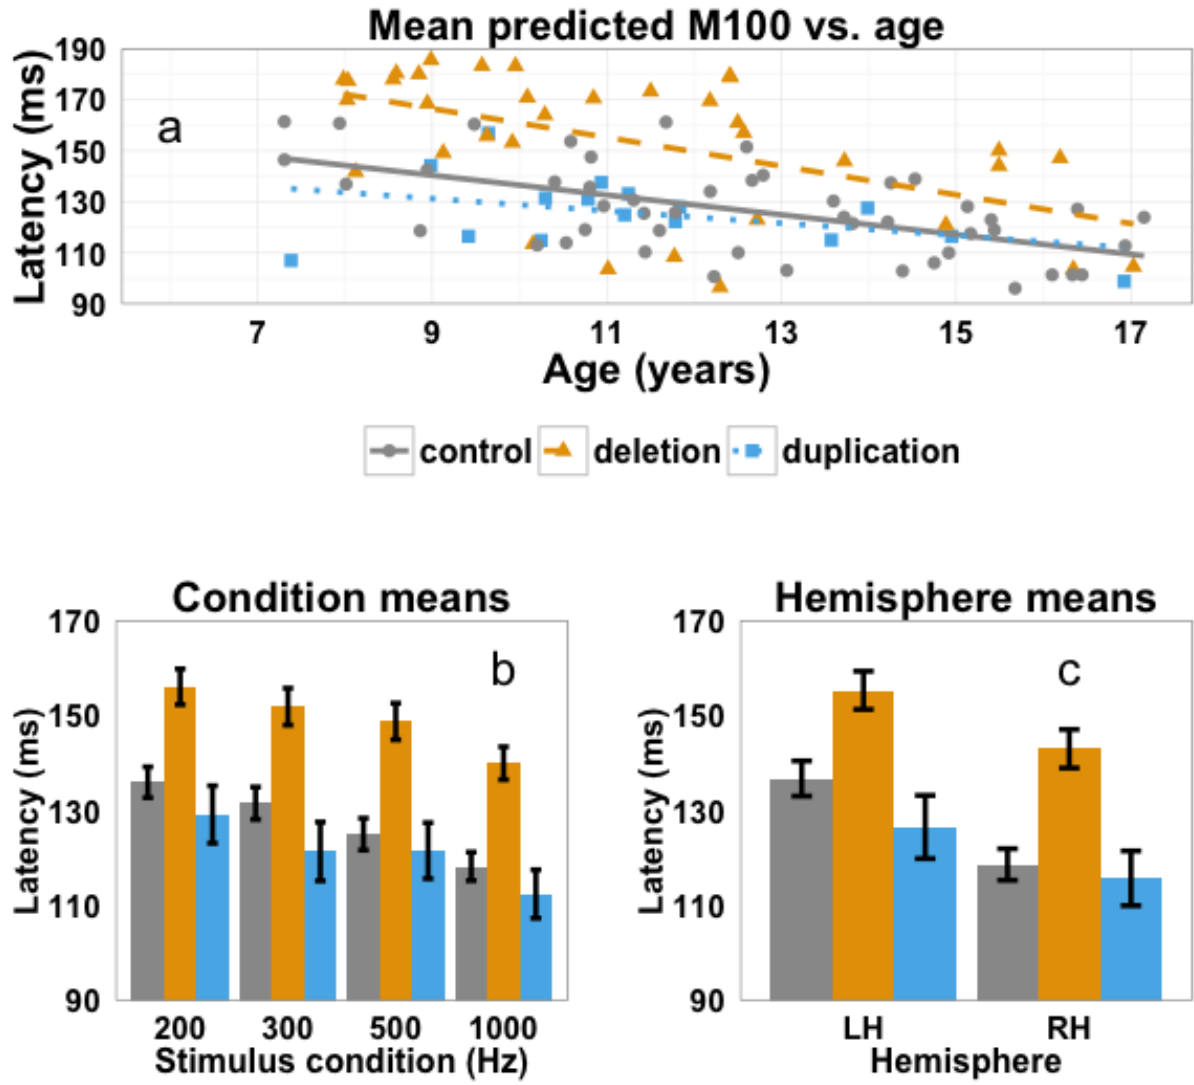 Mean predicted M100 vs. age
Latency (ms)
190
170
150
130
110
90
a
7 9 11 13 15 17
Age (years)
control deletion duplication
Condition means
Latency (ms)
170
150
130
110
90
b
200 300 500 1000
Stimulus condition (Hz)
Hemisphere means
Latency (ms)
170
150
130
110
90
c
LH RH
Hemisphere